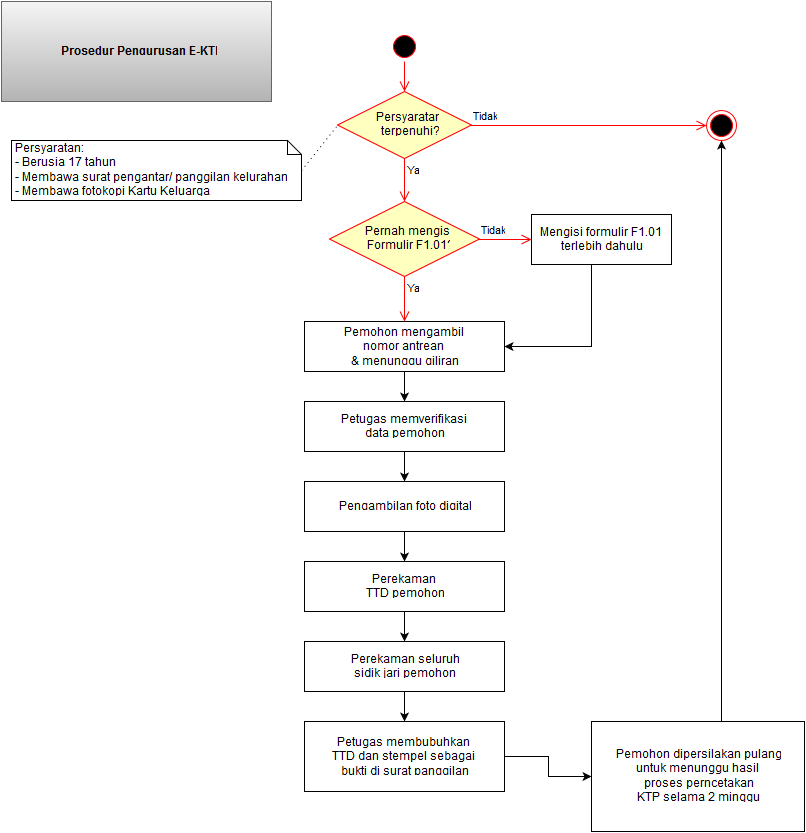 Prosedur Pengurusan E-KTP
Persyaratan
terpenuhi?
Tidak
Persyaratan:
- Berusia 17 tahun
- Membawa surat pengantar/ panggilan kelurahan
- Membawa fotokopi Kartu Keluarga
Ya
Pernah mengisi
Formulir F1.01?
Tidak
Mengisi formulir F1.01
terlebih dahulu
Ya
Pemohon mengambil
nomor antrean
& menunggu giliran
Petugas memverifikasi
data pemohon
Pengambilan foto digital
Perekaman
TTD pemohon
Perekaman seluruh
sidik jari pemohon
Petugas membubuhkan
TTD dan stempel sebagai
bukti di surat panggilan
Pemohon dipersilakan pulang
untuk menunggu hasil
proses perncetakan
KTP selama 2 minggu